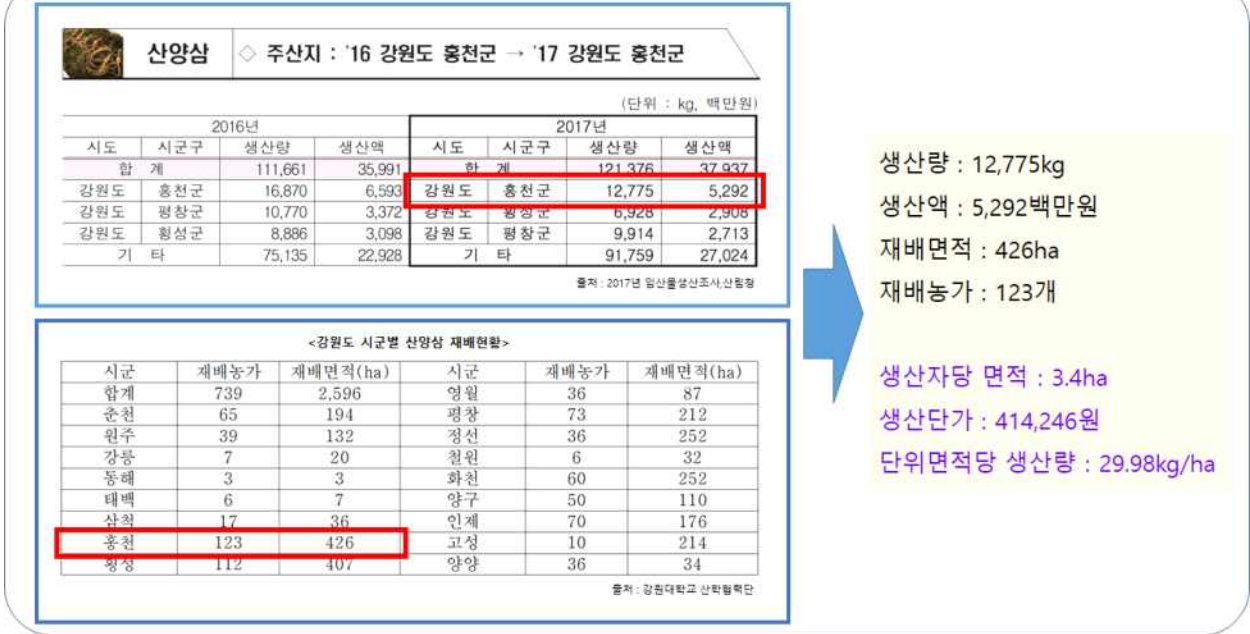 산양삼 ◇ 주산지 : '16 강원도 홍천군 → '17 강원도 홍천군
(단위 : kg, 백만원)
2016년 2017년
시도 시군구 생산량 생산액 시도 시군구 생산량 생산액
합 계 111,661 35,991 합 계 121,376 37,937
강원도 홍천군 16,870 6,593 강원도 홍천군 12,775 5,292
강원도 평창군 10,770 3,372 강원도 횡성군 6,928 2,908
강원도 횡성군 8,886 3,098 강원도 평창군 9,914 2,713
기 타 75,135 22,928 기 타 91,759 27,024
출처 : 2017년 임산물생산조사,산림청
<강원도 시군별 산양삼 재배현황>
시군 재배농가 재배면적(ha) 시군 재배농가 재배면적(ha)
합계 739 2,596 영월 36 87
춘천 65 194 평창 73 212
원주 39 132 정선 36 252
강릉 7 20 철원 6 32
동해 3 3 화천 60 252
태백 6 7 양구 50 110
삼척 17 36 인제 70 176
홍천 123 426 고성 10 214
횡성 112 407 양양 36 34
출처 : 강원대학교 산학협력단
생산량 : 12,775kg
생산액 : 5,292백만원
재배면적 : 426ha
재배농가 : 123개
생산자당 면적 : 3.4ha
생산단가 : 414,246원
단위면적당 생산량 : 29.98kg/ha